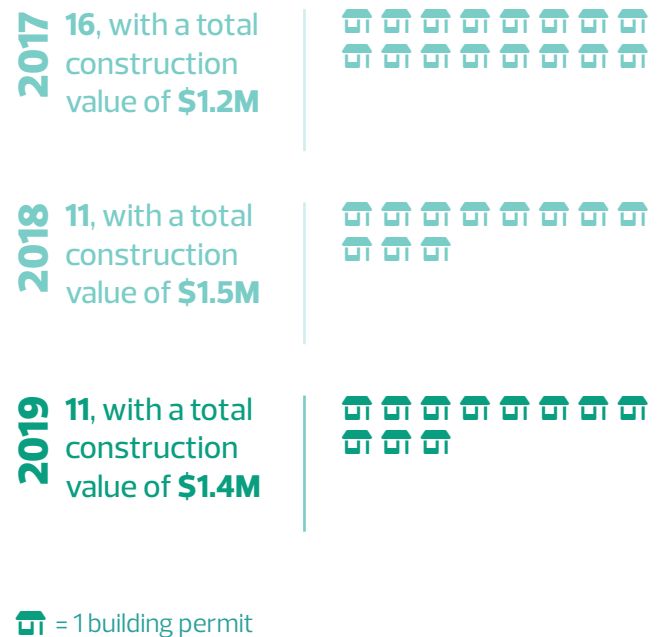 2017
16, with a total
construction
value of $1.2M
2018
11, with a total
construction
value of $1.5M
2019
11, with a total
construction
value of $1.4M
= 1 building permit